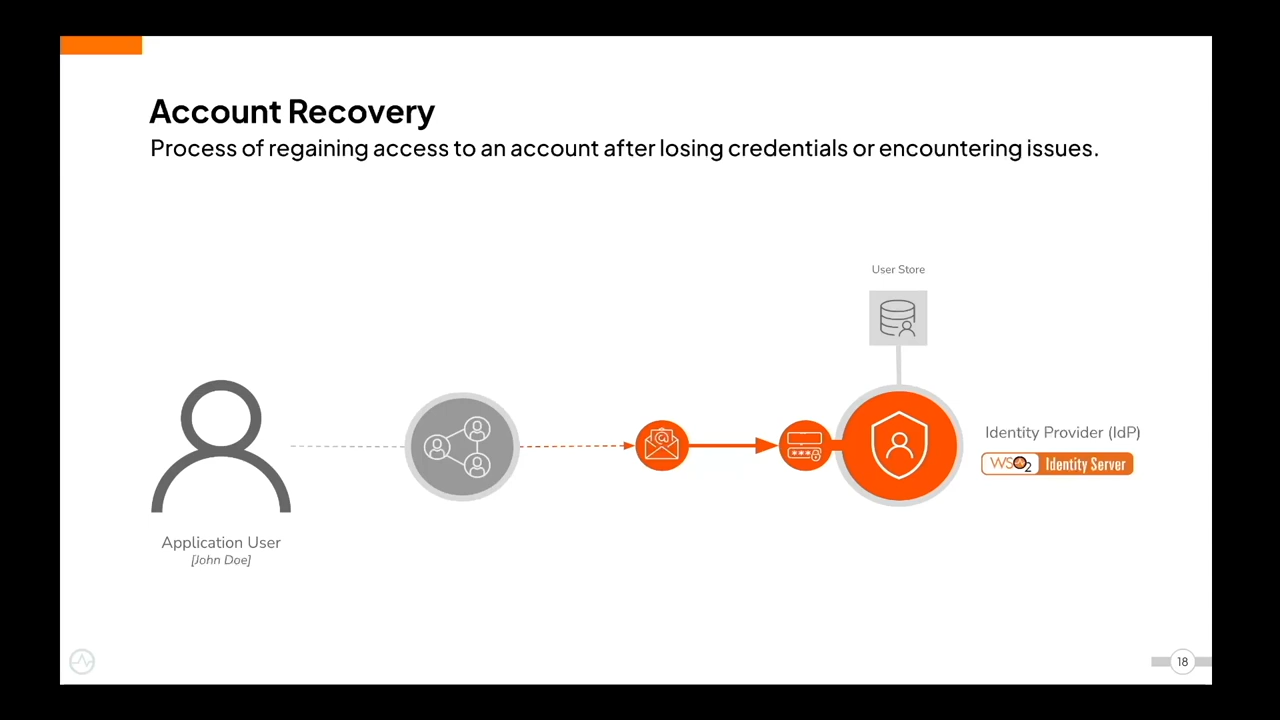 Account Recovery
Process of regaining access to an account after losing credentials or encountering issues.
User Store
@
***
Identity Provider (IdP)
WSO2 Identity Server
Application User
[John Doe]
18